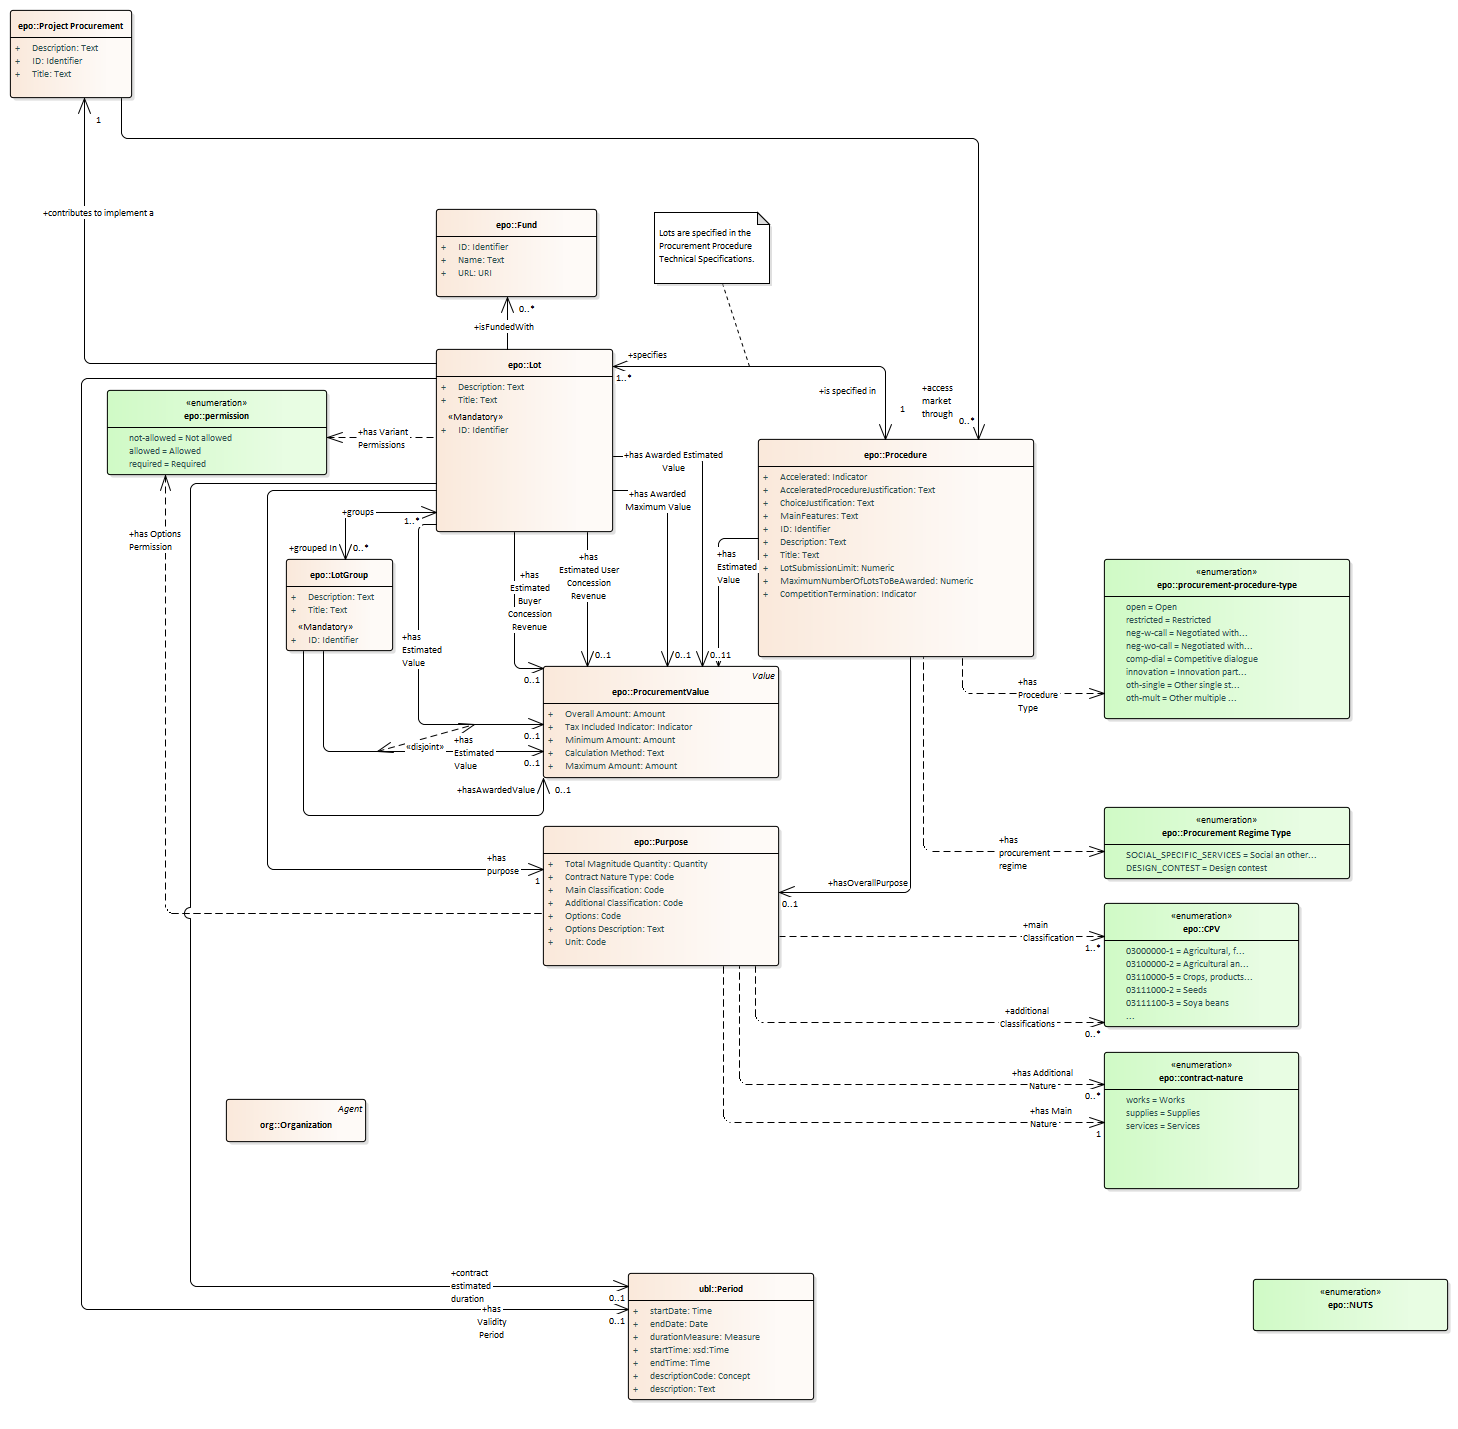 epo::Project Procurement
+ Description: Text
+ ID: Identifier
+ Title: Text
1
+contributes to implement a
epo::Fund
+ ID: Identifier
+ Name: Text
+ URL: URI
0..*
+isFundedWith
Lots are specified in the
Procurement Procedure
Technical Specifications.
epo::Lot
+ Description: Text
+ Title: Text
«Mandatory»
+ ID: Identifier
+specifies
1..*
+is specified in
1
+access
market
through
0..*
«enumeration»
epo::permission
not-allowed = Not allowed
allowed = Allowed
required = Required
+has Variant
Permissions
+has Options
Permission
+groups
1..*
+grouped In
0..*
epo::LotGroup
+ Description: Text
+ Title: Text
«Mandatory»
+ ID: Identifier
+has Awarded Estimated
Value
+has Awarded
Maximum Value
epo::Procedure
+ Accelerated: Indicator
+ AcceleratedProcedureJustification: Text
+ ChoiceJustification: Text
+ MainFeatures: Text
+ ID: Identifier
+ Description: Text
+ Title: Text
+ LotSubmissionLimit: Numeric
+ MaximumNumberOfLotsToBeAwarded: Numeric
+ CompetitionTermination: Indicator
+has
Estimated
Value
+has
Estimated User
Concession
Revenue
+has
Estimated
Buyer
Concession
Revenue
+has
Estimated
Value
0..1
0..1
0..11
0..1
Value
epo::ProcurementValue
+ Overall Amount: Amount
+ Tax Included Indicator: Indicator
+ Minimum Amount: Amount
+ Calculation Method: Text
+ Maximum Amount: Amount
0..1
«disjoint»
+has
Estimated
Value
0..1
+hasAwardedValue
0..1
«enumeration»
epo::procurement-procedure-type
open = Open
restricted = Restricted
neg-w-call = Negotiated with...
neg-wo-call = Negotiated with...
comp-dial = Competitive dialogue
innovation = Innovation part...
oth-single = Other single st...
oth-mult = Other multiple ...
+has
Procedure
Type
«enumeration»
epo::Procurement Regime Type
SOCIAL_SPECIFIC_SERVICES = Social an other...
DESIGN_CONTEST = Design contest
+has
procurement
regime
epo::Purpose
+ Total Magnitude Quantity: Quantity
+ Contract Nature Type: Code
+ Main Classification: Code
+ Additional Classification: Code
+ Options: Code
+ Options Description: Text
+ Unit: Code
+has
purpose
1
+hasOverallPurpose
0..1
+main
Classification
1..*
«enumeration»
epo::CPV
03000000-1 = Agricultural, f...
03100000-2 = Agricultural an...
03110000-5 = Crops, products...
03111000-2 = Seeds
03111100-3 = Soya beans
...
+additional
Classifications
0..*
«enumeration»
epo::contract-nature
works = Works
supplies = Supplies
services = Services
+has Additional
Nature
0..*
+has Main
Nature
1
Agent
org::Organization
+contract
estimated
duration
0..1
+has
Validity
Period
0..1
ubl::Period
+ startDate: Time
+ endDate: Date
+ durationMeasure: Measure
+ startTime: xsd:Time
+ endTime: Time
+ descriptionCode: Concept
+ description: Text
«enumeration»
epo::NUTS